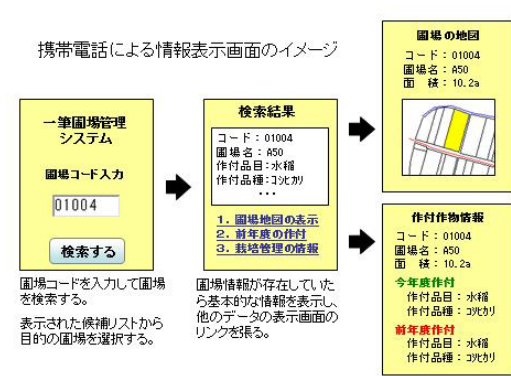 携帯電話による情報表示画面のイメージ
一筆圃場管理
システム
圃場コード入力
01004
検索する
圃場コードを入力して圃場
を検索する。
表示された候補リストから
目的の圃場を選択する。
検索結果
コード：01004
圃場名：A50
作付品目：水稲
作付品種：コシヒカリ
・・・
1. 圃場地図の表示
2. 前年度の作付
3. 栽培管理の情報
圃場情報が存在していた
ら基本的な情報を表示し、
他のデータの表示画面の
リンクを張る。
圃場の地図
コード：01004
圃場名：A50
面　積：10.2a
作付作物情報
コード：01004
圃場名：A50
面　積：10.2a
今年度作付
作付品目：水稲
作付品種：コシヒカリ
前年度作付
作付品目：水稲
作付品種：コシヒカリ